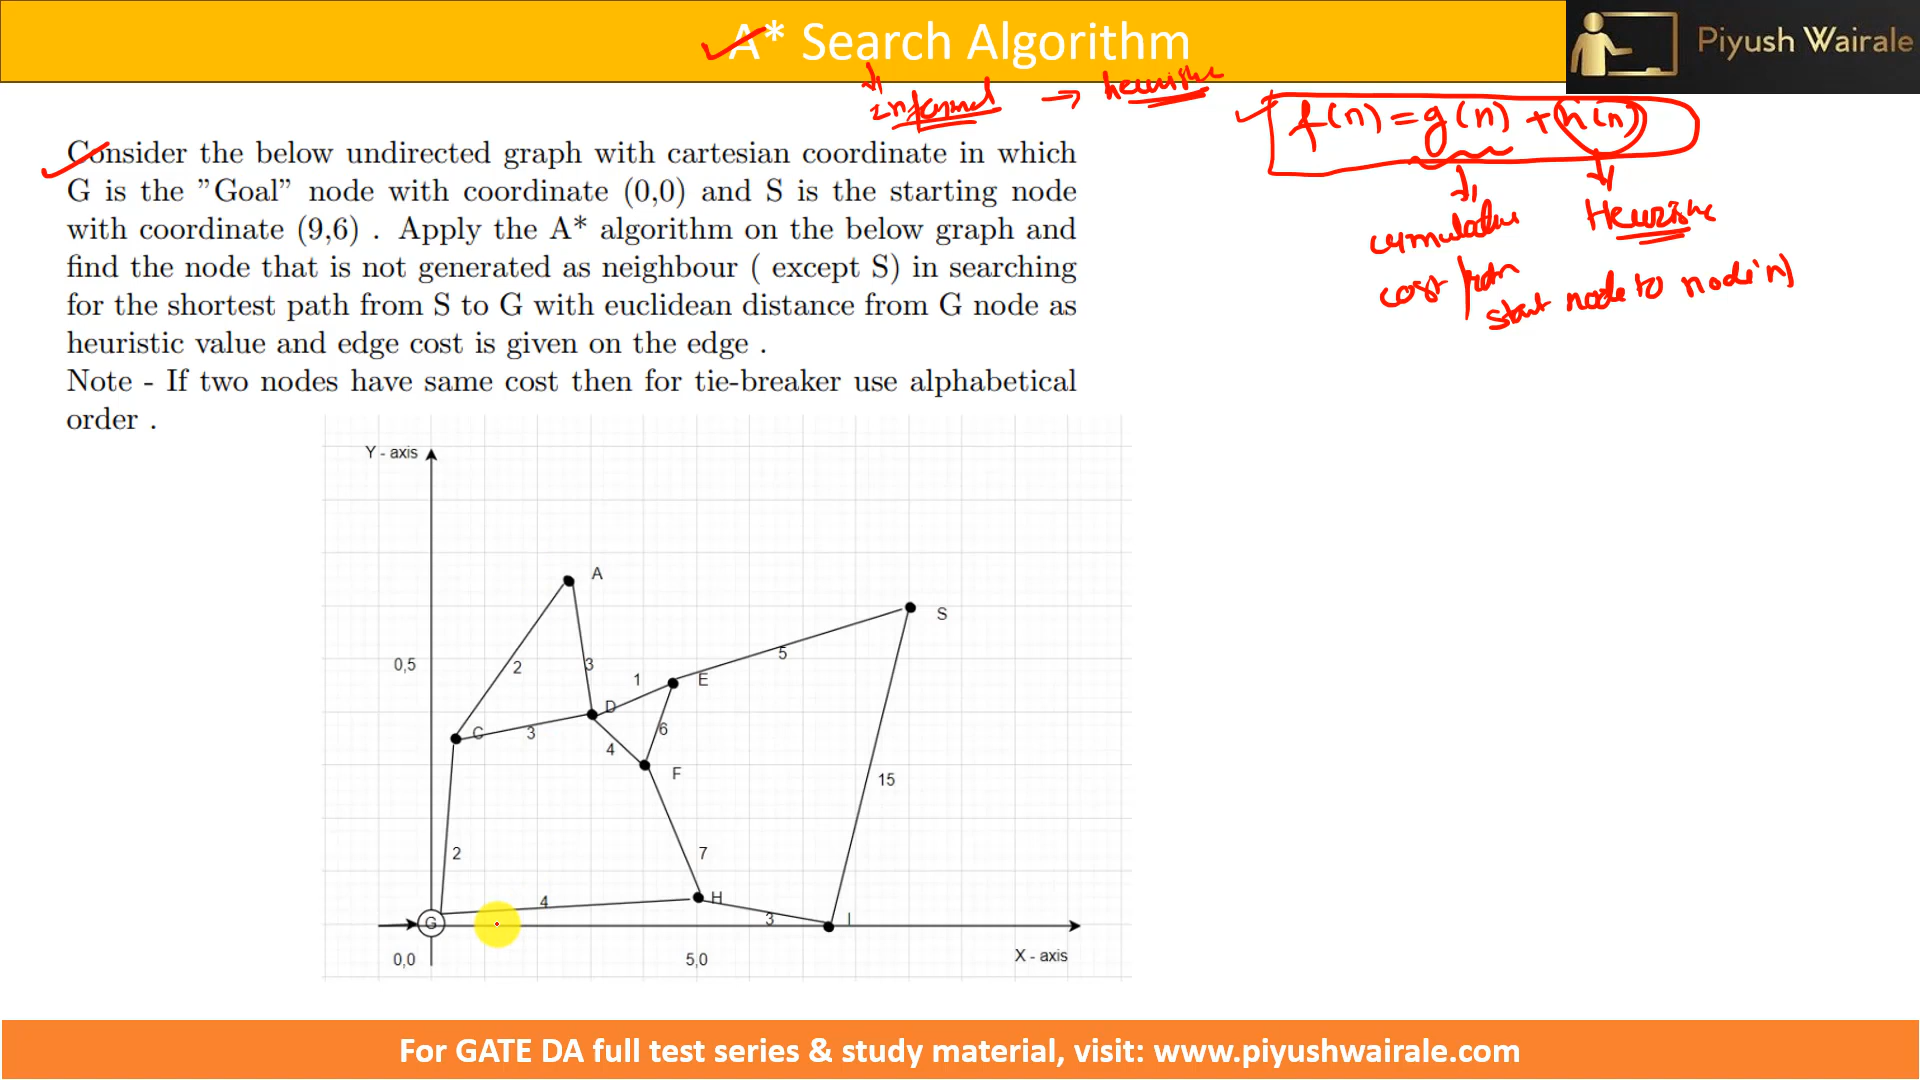 A* Search Algorithm
Piyush Wairale
heuristic
f(n) = g(n) + h(n)
Consider the below undirected graph with cartesian coordinate in which
G is the ”Goal” node with coordinate (0,0) and S is the starting node
with coordinate (9,6) . Apply the A* algorithm on the below graph and
find the node that is not generated as neighbour ( except S) in searching
for the shortest path from S to G with euclidean distance from G node as
heuristic value and edge cost is given on the edge .
Note - If two nodes have same cost then for tie-breaker use alphabetical
order .
Heuristic
cost from
start node to node 'n'
Y - axis
A
S
0,5
2
3
5
1
E
D
C
3
6
4
F
15
2
7
4
H
3
I
G
0,0
5,0
X - axis
For GATE DA full test series & study material, visit: www.piyushwairale.com